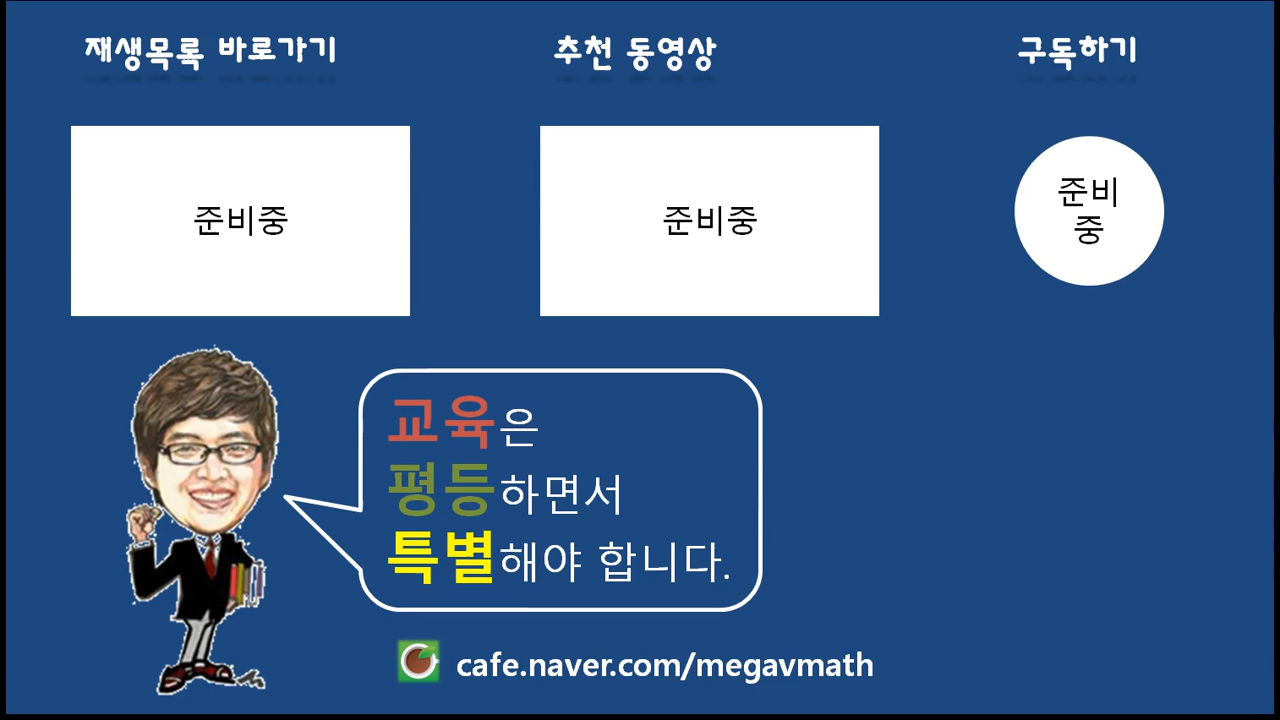 재생목록 바로가기
추천 동영상
구독하기
준비중
준비중
준비
중
교육은
평등하면서
특별해야 합니다.
cafe.naver.com/megavmath